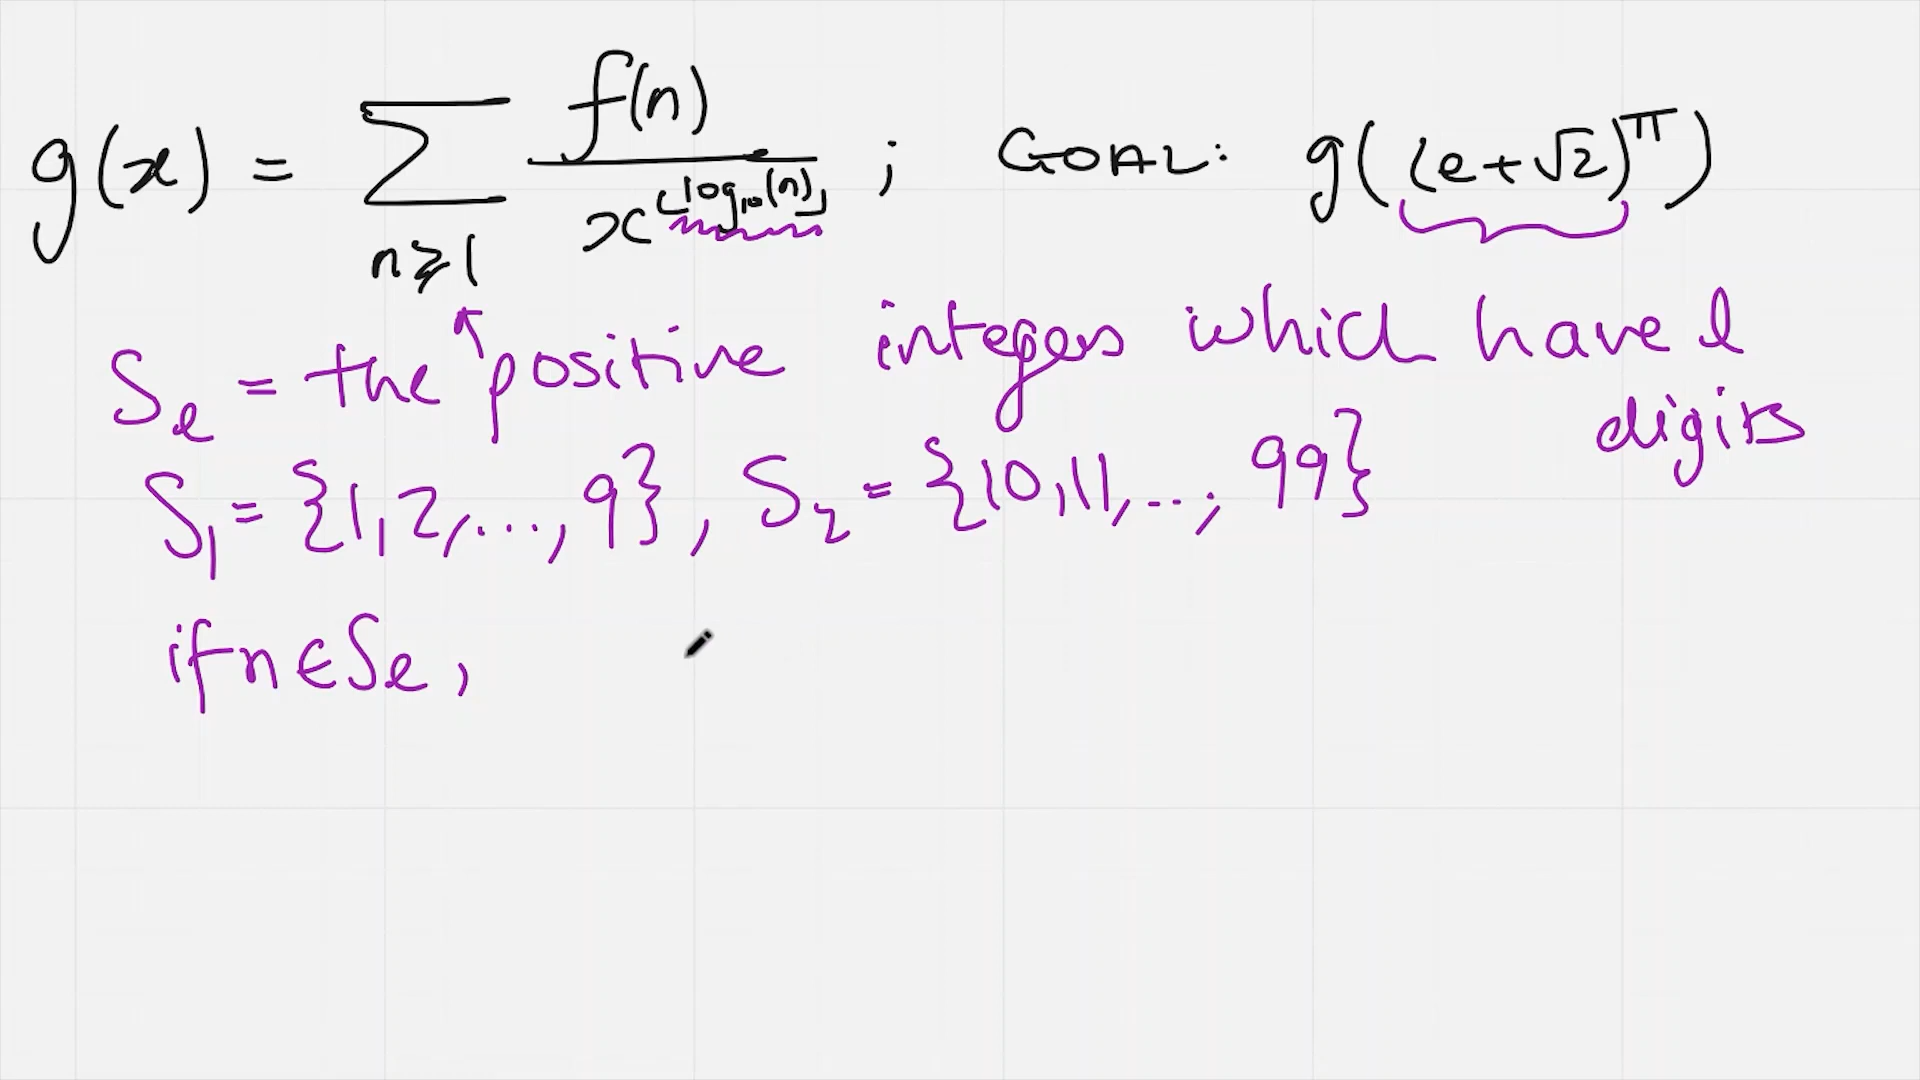 g(x) = ∑_{n⩾1} f(n) / x^{⌊log₁₀(n)⌋} ; GOAL: g((e+√2)^π)
S_ℓ = the positive integers which have ℓ
digits
S₁ = {1,2,...,9}, S₂ = {10,11,...,99}
if n ∈ S_ℓ,